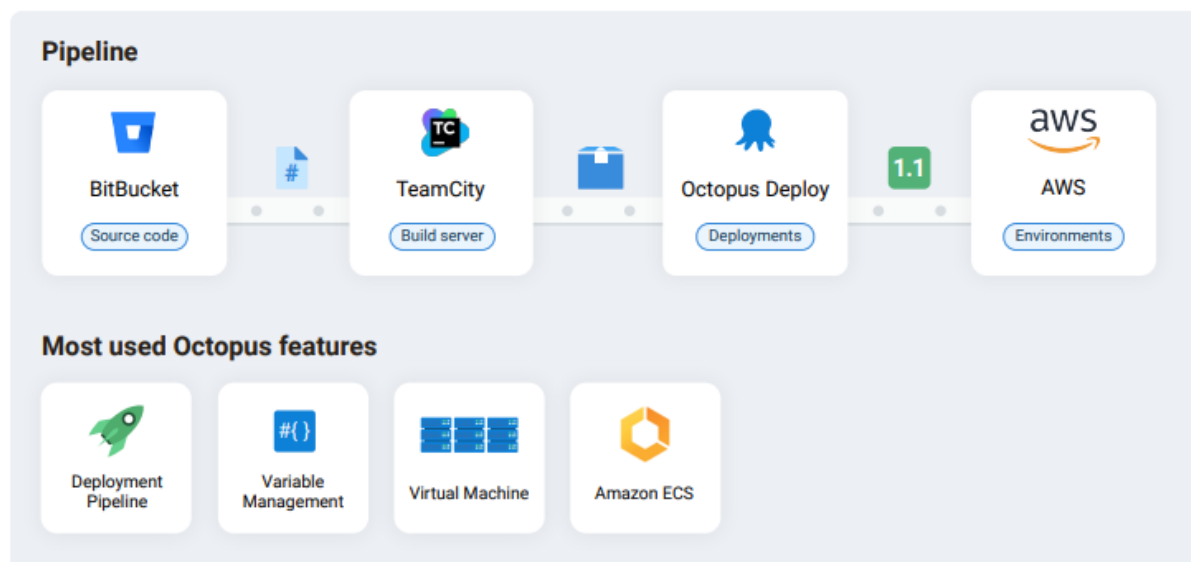 Pipeline
TC
aws
#
1.1
BitBucket
TeamCity
Octopus Deploy
AWS
Source code
Build server
Deployments
Environments
Most used Octopus features
#{ }
Deployment
Pipeline
Variable
Management
Virtual Machine
Amazon ECS